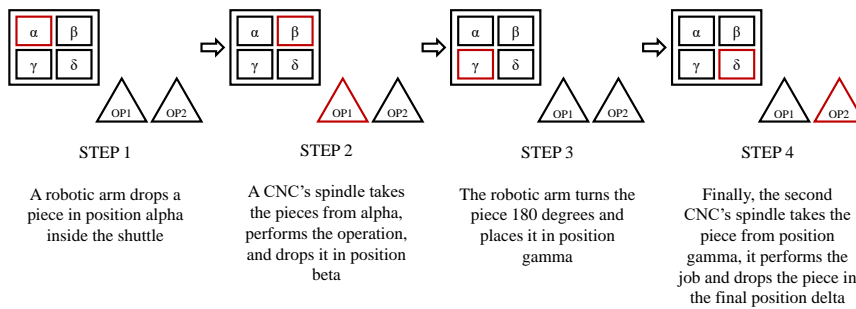 α β
γ δ
OP1 OP2
STEP 1
A robotic arm drops a
piece in position alpha
inside the shuttle
α β
γ δ
OP1 OP2
STEP 2
A CNC's spindle takes
the pieces from alpha,
performs the operation,
and drops it in position
beta
α β
γ δ
OP1 OP2
STEP 3
The robotic arm turns the
piece 180 degrees and
places it in position
gamma
α β
γ δ
OP1 OP2
STEP 4
Finally, the second
CNC's spindle takes the
piece from position
gamma, it performs the
job and drops the piece in
the final position delta